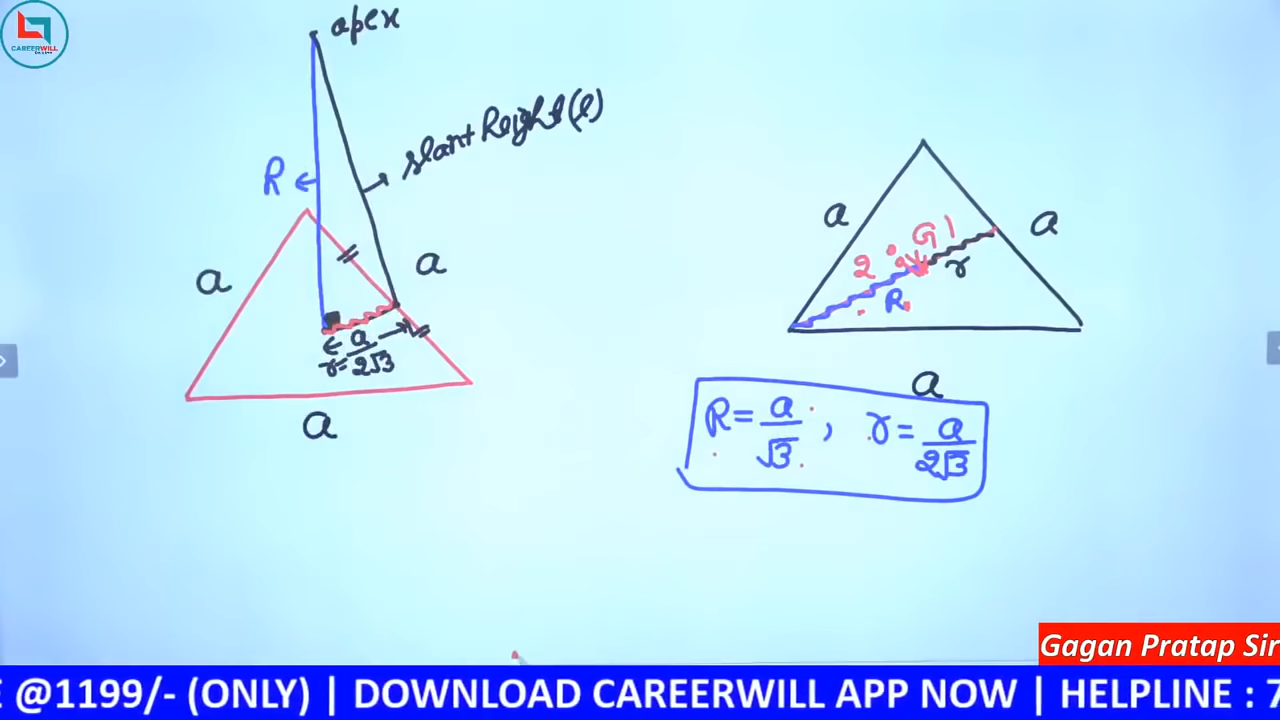 CAREERWILL
apex
slant height (l)
h
a
a
r = a/2√3
a
a
a
2 : 1
G
R
r
a
R = a/√3 , r = a/2√3
Gagan Pratap Sir
E @1199/- (ONLY) | DOWNLOAD CAREERWILL APP NOW | HELPLINE : 7